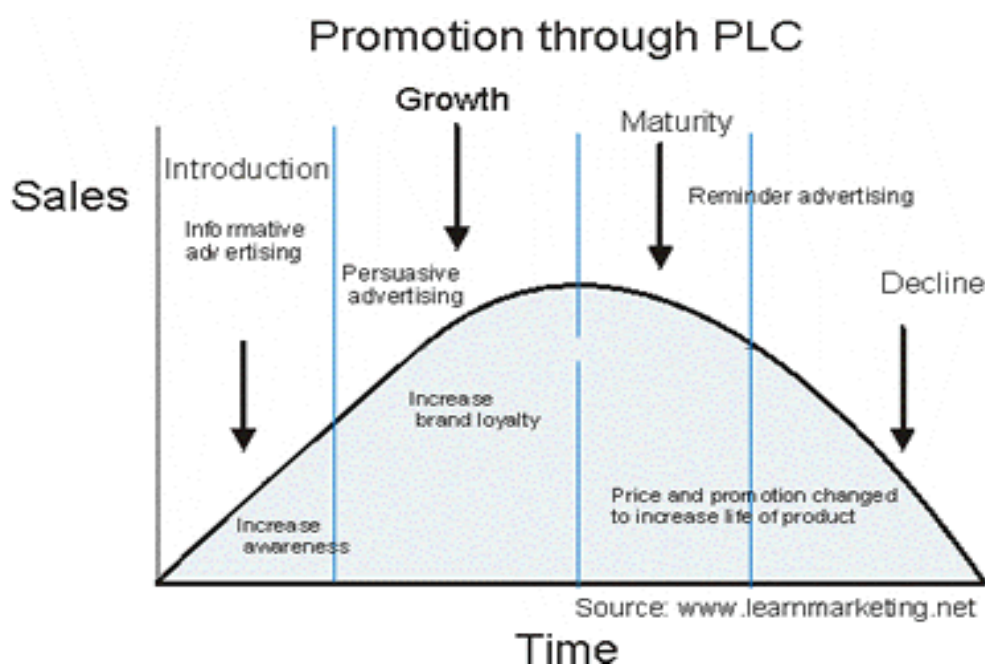 Promotion through PLC
Growth
Maturity
Introduction
Sales
Reminder advertising
Informative
advertising
Persuasive
advertising
Decline
Increase
brand loyalty
Price and promotion changed
to increase life of product
Increase
awareness
Source: www.learnmarketing.net
Time